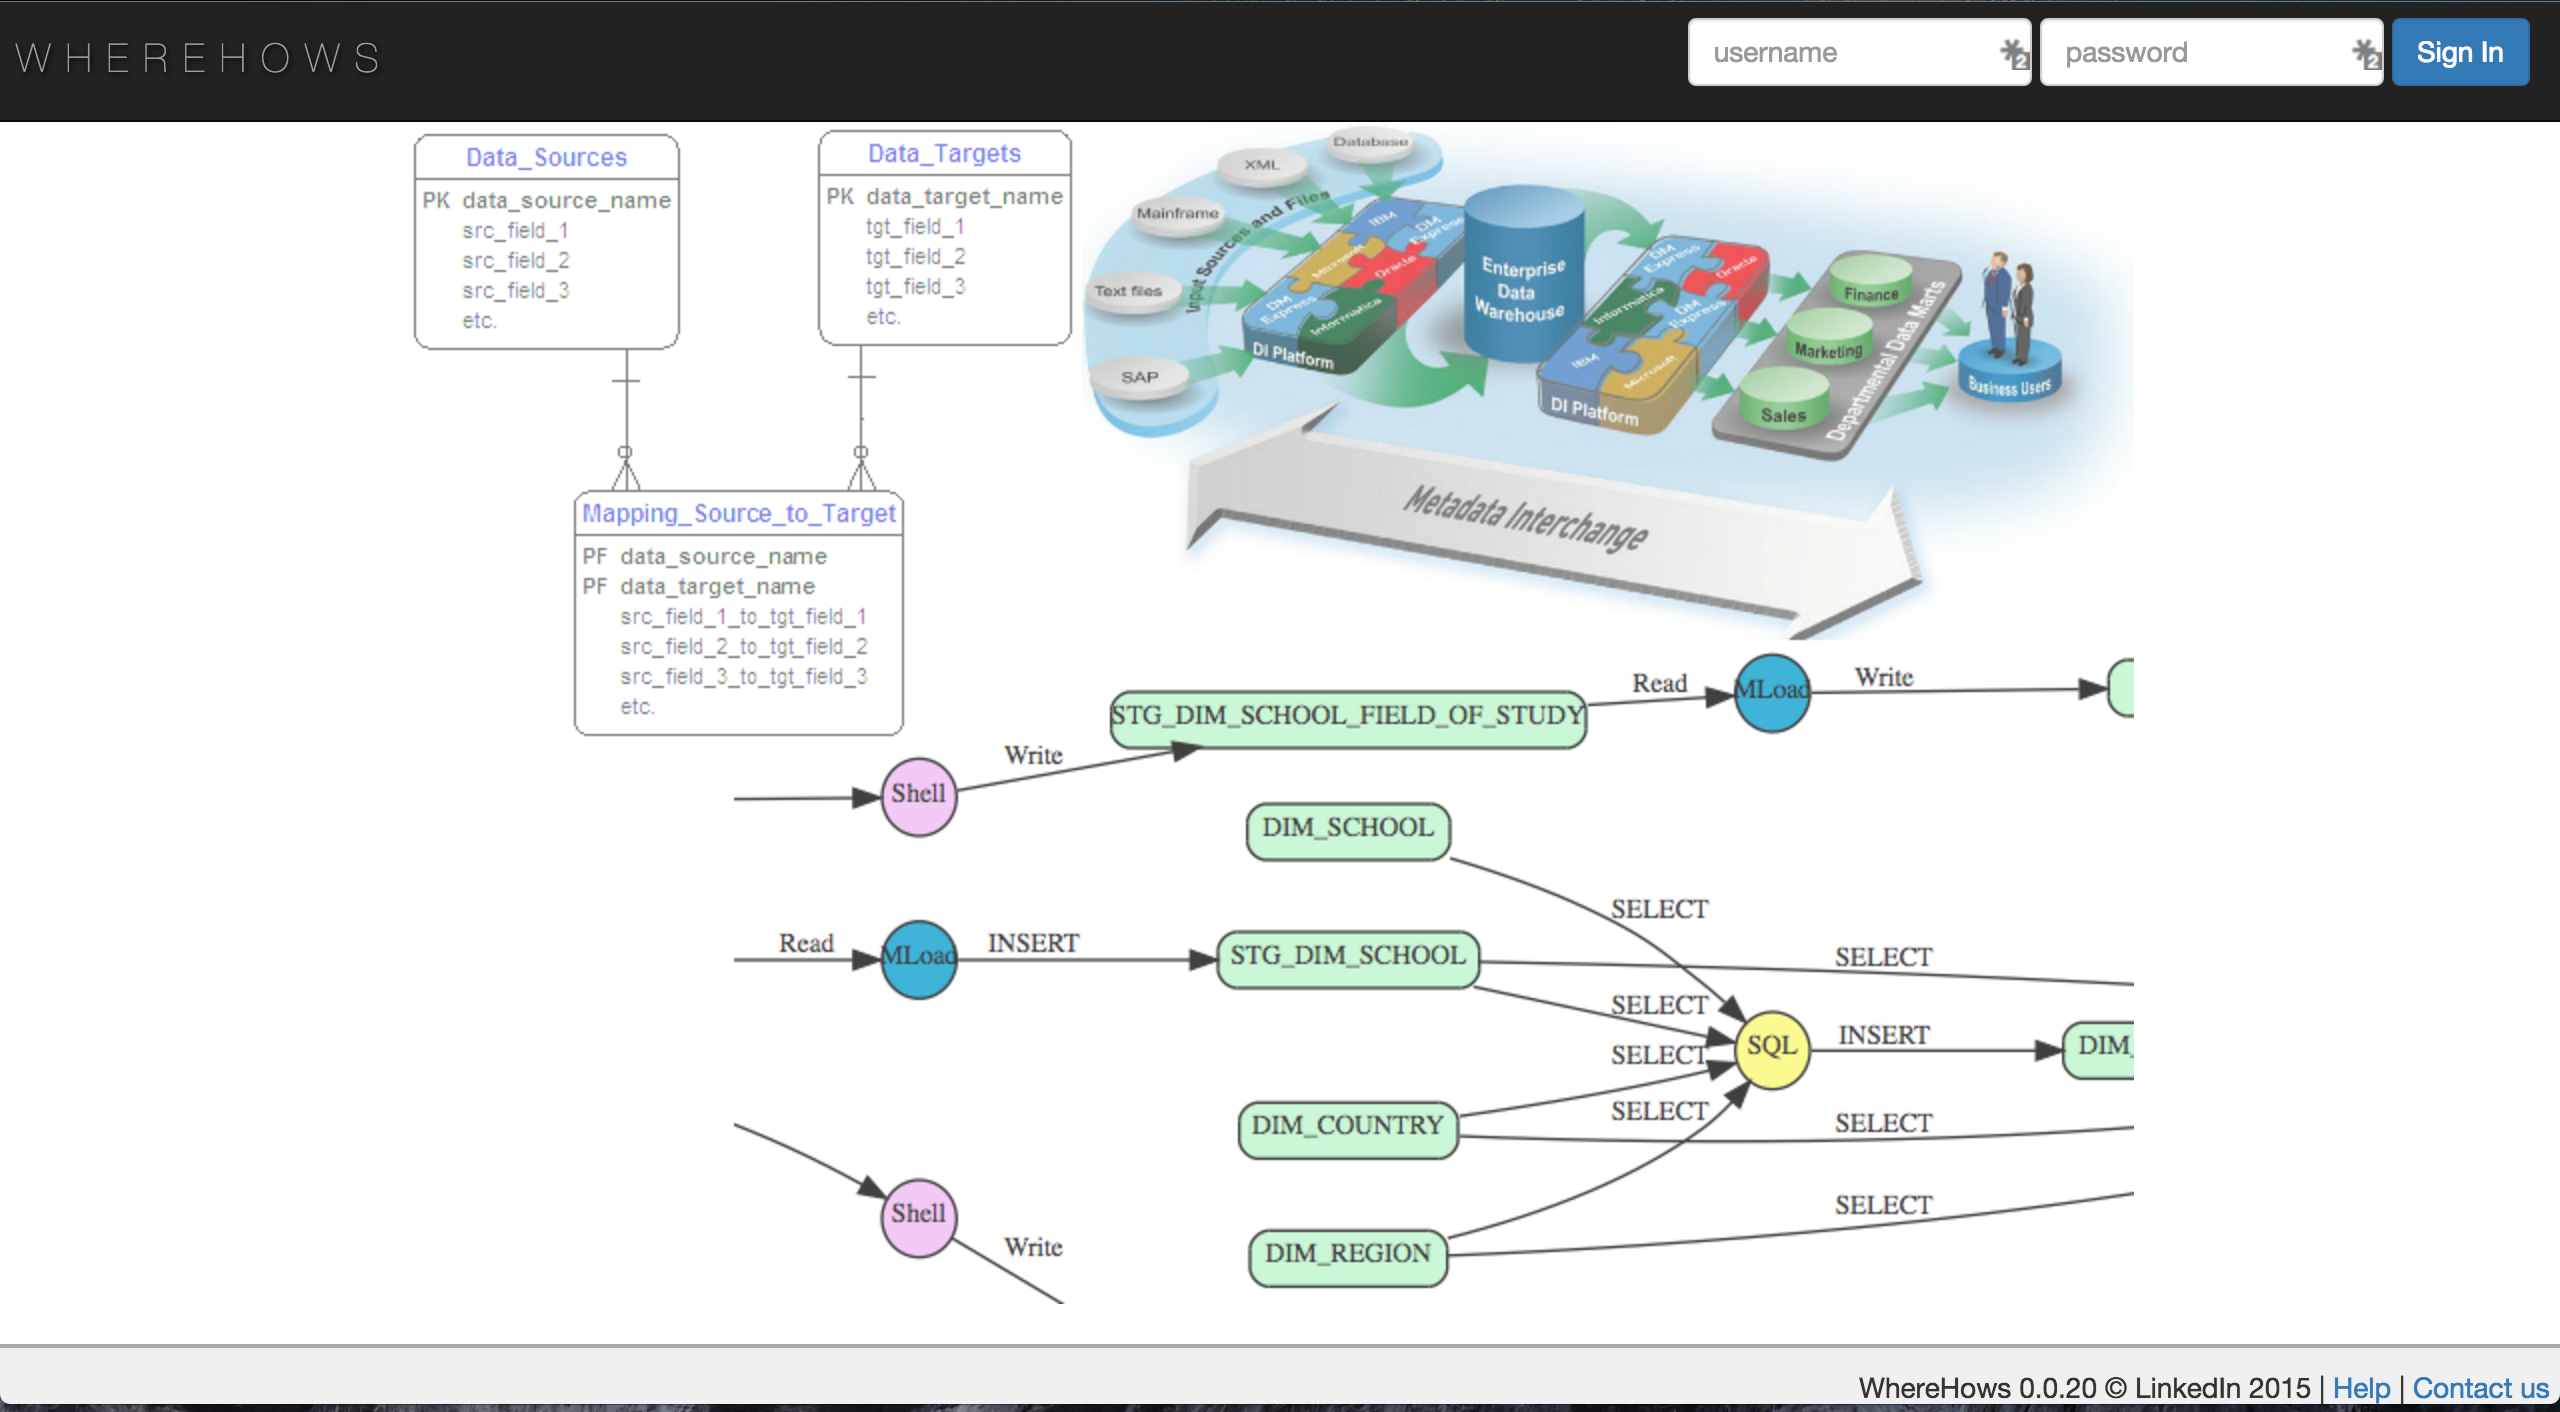 WHEREHOWS
username
password
Sign In
Data_Sources
PK data_source_name
src_field_1
src_field_2
src_field_3
etc.
Data_Targets
PK data_target_name
tgt_field_1
tgt_field_2
tgt_field_3
etc.
Mapping_Source_to_Target
PF data_source_name
PF data_target_name
src_field_1_to_tgt_field_1
src_field_2_to_tgt_field_2
src_field_3_to_tgt_field_3
etc.
Database
XML
Mainframe
Text files
SAP
Input Sources and Files
IBM
DM Express
Microsoft
Oracle
DM Express
Informatica
DI Platform
Enterprise
Data
Warehouse
DM Express
Oracle
Informatica
DM Express
IBM
Microsoft
DI Platform
Finance
Marketing
Sales
Departmental Data Marts
Business Users
Metadata Interchange
STG_DIM_SCHOOL_FIELD_OF_STUDY
Read
MLoad
Write
Shell
Write
DIM_SCHOOL
SELECT
Read
MLoad
INSERT
STG_DIM_SCHOOL
SELECT
SELECT
SELECT
SQL
INSERT
DIM_
DIM_COUNTRY
SELECT
SELECT
Shell
Write
DIM_REGION
SELECT
WhereHows 0.0.20 © LinkedIn 2015 | Help | Contact us